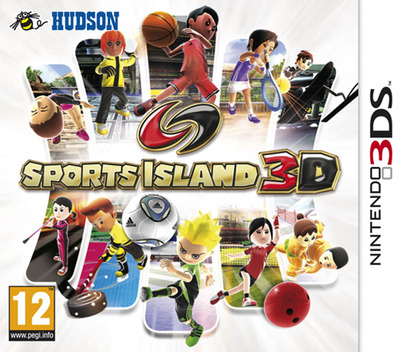 HUDSON
SPORTS ISLAND 3D
12
www.pegi.info
NINTENDO 3DS